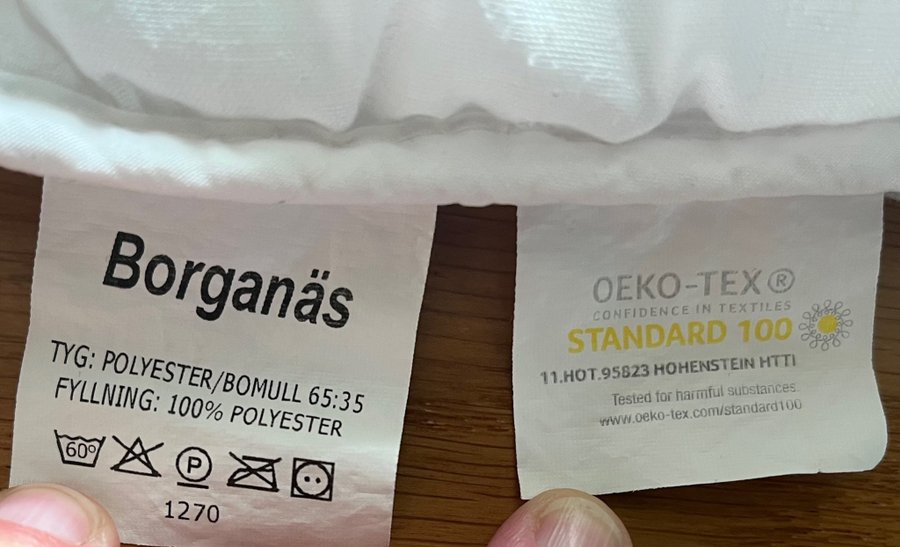 Borganäs
TYG: POLYESTER/BOMULL 65:35
FYLLNING: 100% POLYESTER
60°
P
1270
OEKO-TEX®
CONFIDENCE IN TEXTILES
STANDARD 100
11.HOT.95823 HOHENSTEIN HTTI
Tested for harmful substances
www.oeko-tex.com/standard100